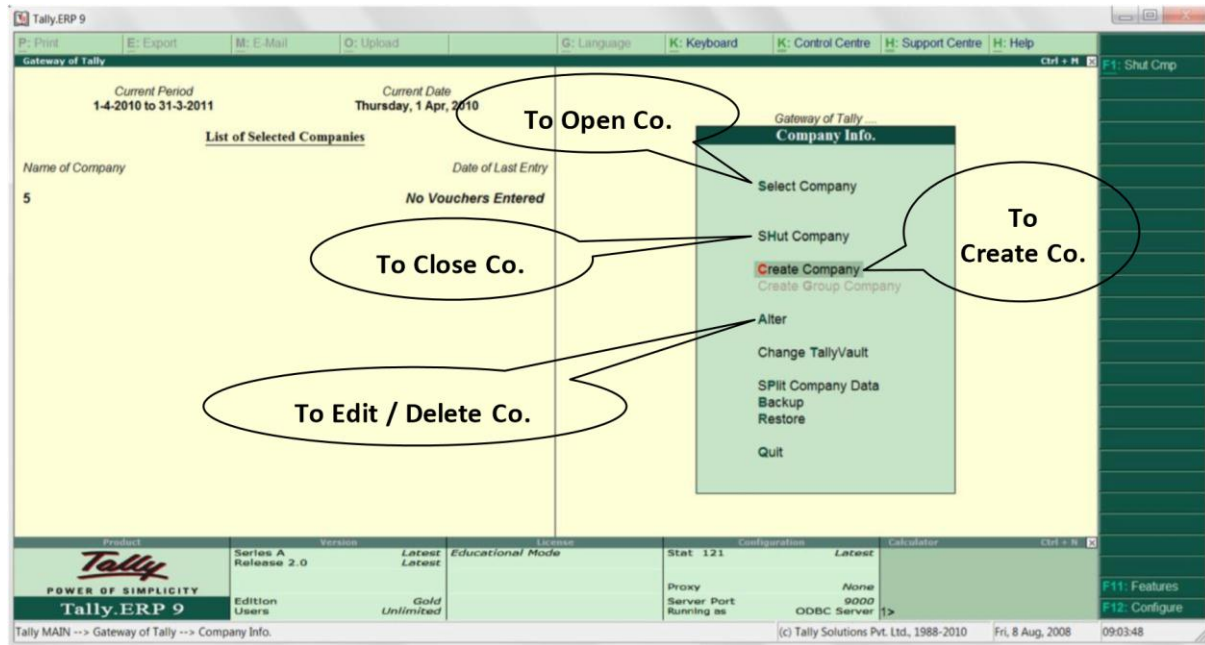 Tally.ERP 9
P: Print E: Export M: E-Mail O: Upload G: Language K: Keyboard K: Control Centre H: Support Centre H: Help
Gateway of Tally Ctrl + M
F1: Shut Cmp
Current Period
1-4-2010 to 31-3-2011
Current Date
Thursday, 1 Apr, 2010
List of Selected Companies
Name of Company Date of Last Entry
5 No Vouchers Entered
To Open Co.
To Close Co.
To Edit / Delete Co.
To
Create Co.
Gateway of Tally ....
Company Info.
Select Company
SHut Company
Create Company
Create Group Company
Alter
Change TallyVault
SPlit Company Data
Backup
Restore
Quit
Product Version License Configuration Calculator Ctrl + N
Tally
POWER OF SIMPLICITY
Tally.ERP 9
Series A Latest
Release 2.0 Latest
Edition Gold
Users Unlimited
Educational Mode
Stat 121 Latest
Proxy None
Server Port 9000
Running as ODBC Server
1>
F11: Features
F12: Configure
Tally MAIN --> Gateway of Tally --> Company Info. (c) Tally Solutions Pvt. Ltd., 1988-2010 Fri, 8 Aug, 2008 09:03:48